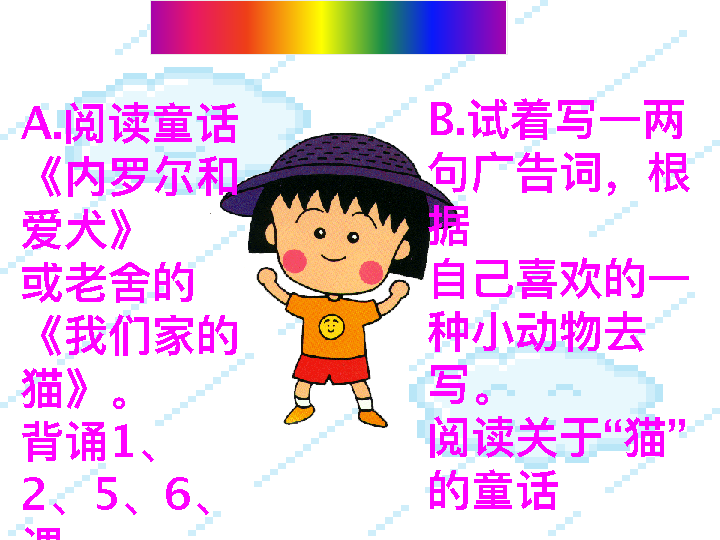 A.阅读童话
《内罗尔和
爱犬》
或老舍的
《我们家的
猫》。
背诵1、
2、5、6、
B.试着写一两
句广告词，根
据
自己喜欢的一
种小动物去
写。
阅读关于“猫”
的童话